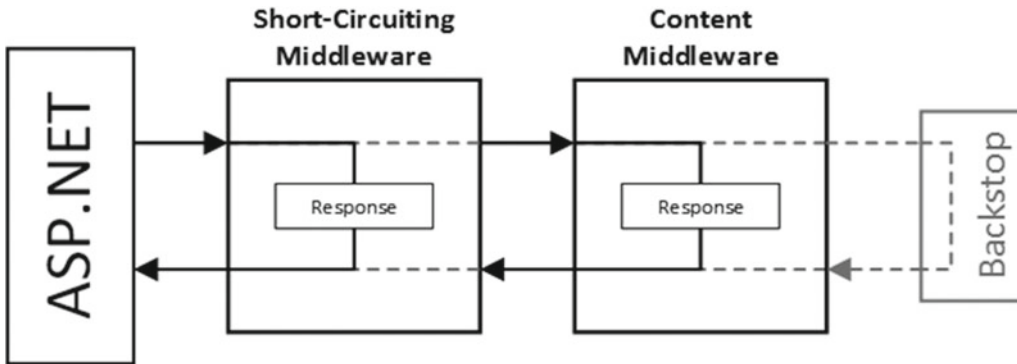 Short-Circuiting
Middleware
Content
Middleware
ASP.NET
Response
Response
Backstop